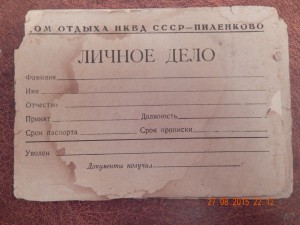 ДОМ ОТДЫХА НКВД СССР—ПИЛЕНКОВО
ЛИЧНОЕ ДЕЛО
Фамилия
Имя
Отчество
Принят Должность
Срок паспорта Срок прописки
Уволен
Документы получил
27 08 2015 22 12